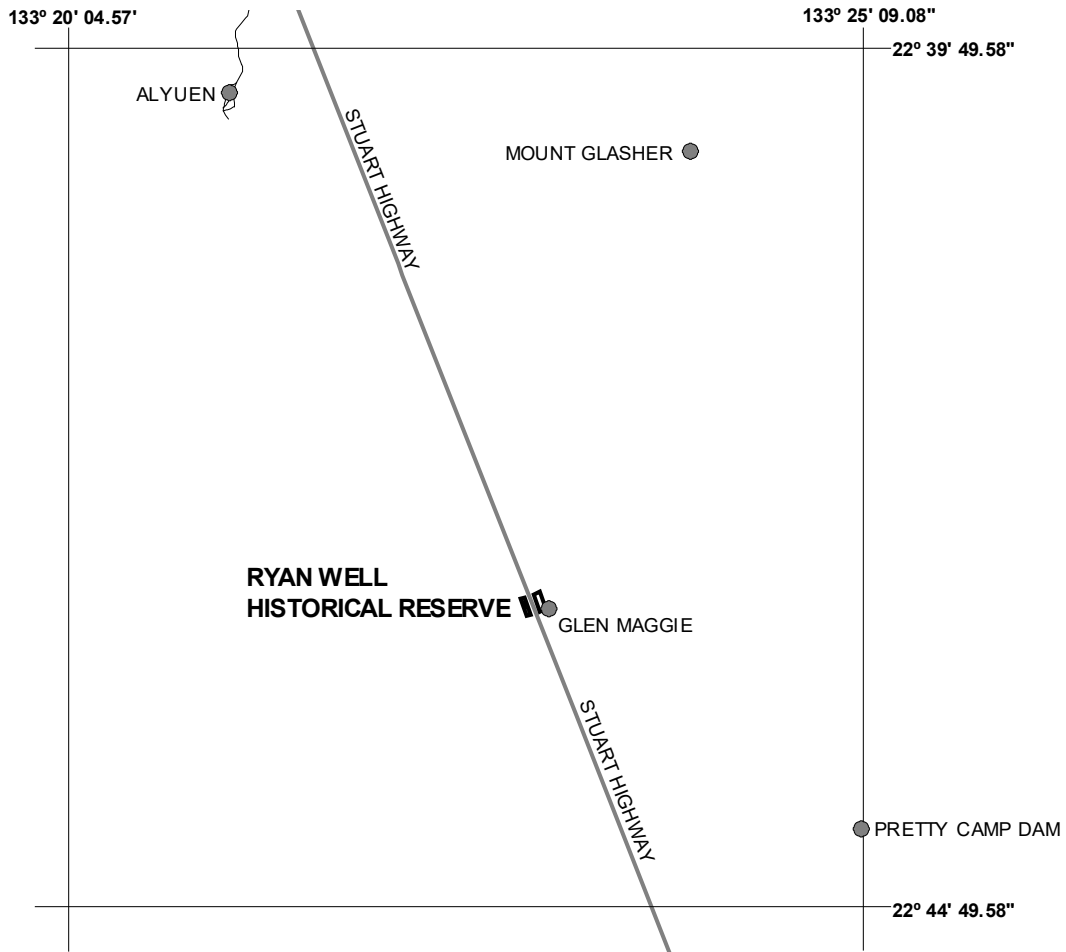 133º 20' 04.57'
133º 25' 09.08"
22º 39' 49.58"
ALYUEN
STUART HIGHWAY
MOUNT GLASHER
RYAN WELL
HISTORICAL RESERVE
GLEN MAGGIE
STUART HIGHWAY
PRETTY CAMP DAM
22º 44' 49.58"